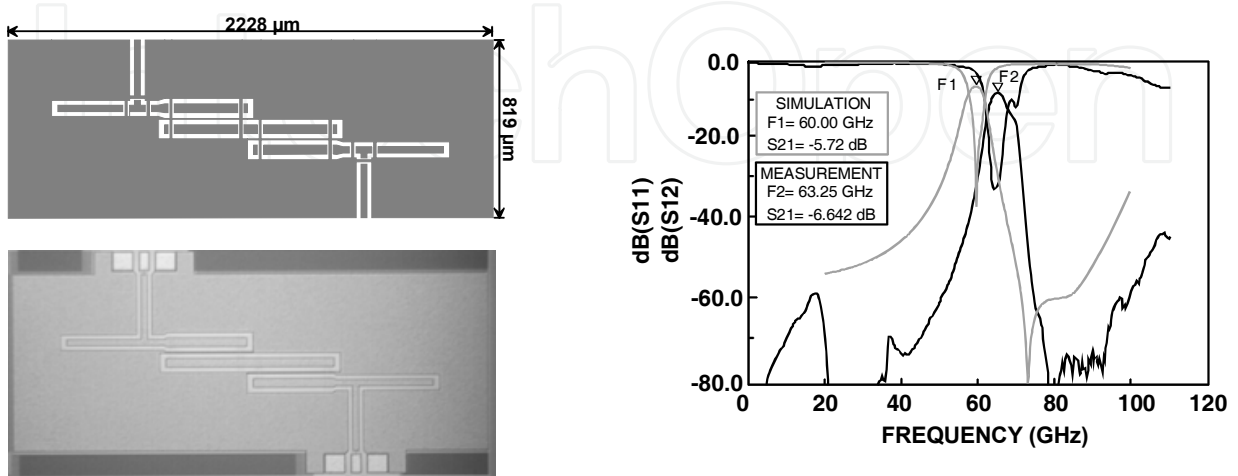 2228 µm
819 µm
0.0
-20.0
-40.0
-60.0
-80.0
dB(S11)
dB(S12)
F1
F2
SIMULATION
F1= 60.00 GHz
S21= -5.72 dB
MEASUREMENT
F2= 63.25 GHz
S21= -6.642 dB
0
20
40
60
80
100
120
FREQUENCY (GHz)